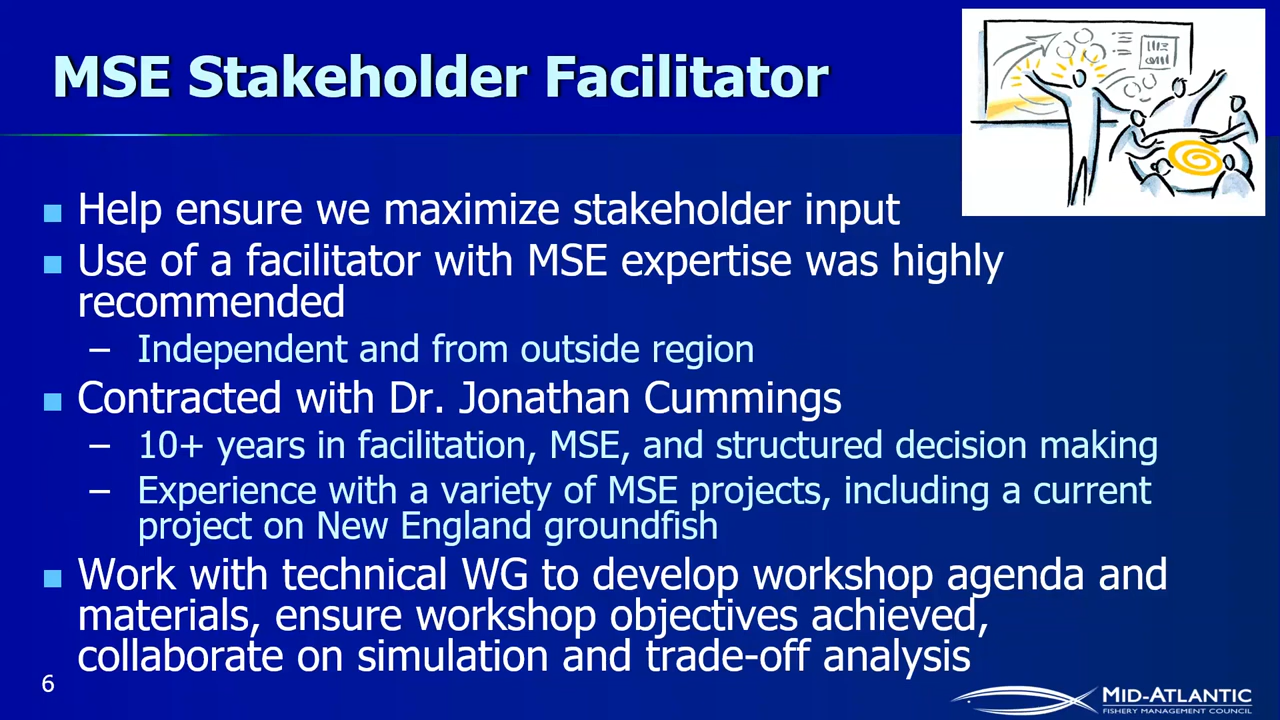 MSE Stakeholder Facilitator
Help ensure we maximize stakeholder input
Use of a facilitator with MSE expertise was highly
recommended
– Independent and from outside region
Contracted with Dr. Jonathan Cummings
– 10+ years in facilitation, MSE, and structured decision making
– Experience with a variety of MSE projects, including a current
project on New England groundfish
Work with technical WG to develop workshop agenda and
materials, ensure workshop objectives achieved,
collaborate on simulation and trade-off analysis
6
MID-ATLANTIC
FISHERY MANAGEMENT COUNCIL